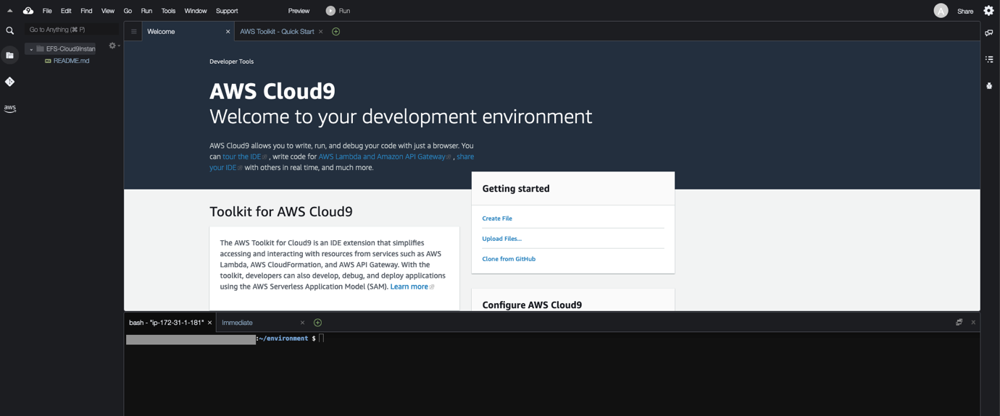 File Edit Find View Go Run Tools Window Support Preview Run A Share
Go to Anything (⌘ P)
Welcome AWS Toolkit - Quick Start
EFS-Cloud9Instan
README.md
aws
Developer Tools
AWS Cloud9
Welcome to your development environment
AWS Cloud9 allows you to write, run, and debug your code with just a browser. You
can tour the IDE , write code for AWS Lambda and Amazon API Gateway , share
your IDE with others in real time, and much more.
Getting started
Create File
Upload Files...
Clone from GitHub
Toolkit for AWS Cloud9
The AWS Toolkit for Cloud9 is an IDE extension that simplifies
accessing and interacting with resources from services such as AWS
Lambda, AWS CloudFormation, and AWS API Gateway. With the
toolkit, developers can also develop, debug, and deploy applications
using the AWS Serverless Application Model (SAM). Learn more
Configure AWS Cloud9
bash - "ip-172-31-1-181" Immediate
:~/environment $